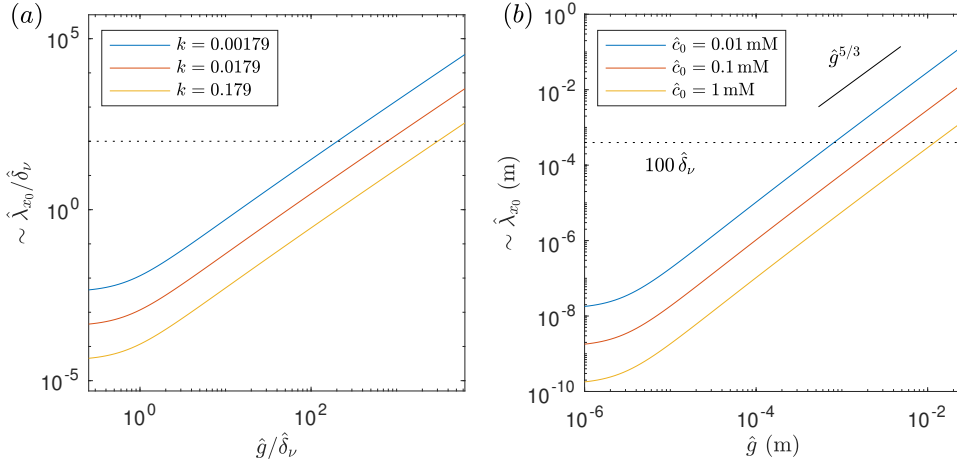 (a)
10^5
10^0
10^-5
∼ λ̂_{x_0}/δ̂_ν
k = 0.00179
k = 0.0179
k = 0.179
10^0
10^2
ĝ/δ̂_ν
(b)
10^0
10^-2
10^-4
10^-6
10^-8
10^-10
∼ λ̂_{x_0} (m)
ĉ_0 = 0.01 mM
ĉ_0 = 0.1 mM
ĉ_0 = 1 mM
ĝ^{5/3}
100 δ̂_ν
10^-6
10^-4
10^-2
ĝ (m)